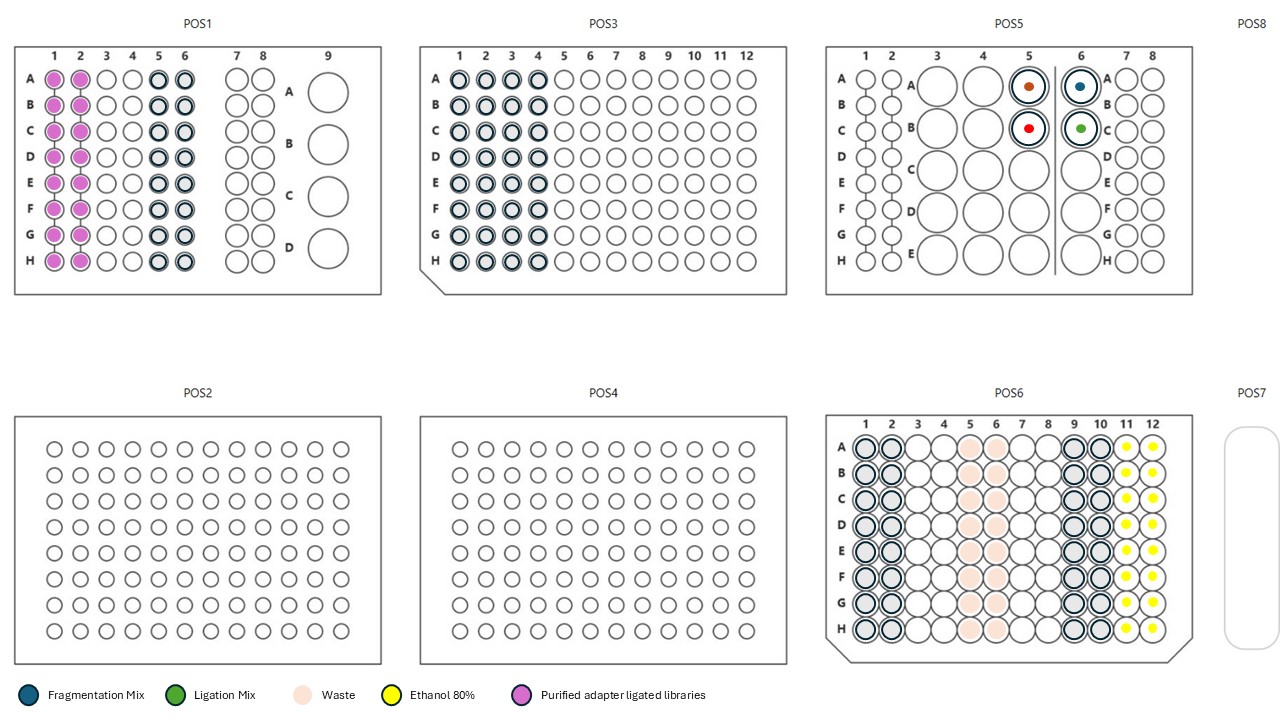 POS1 POS3 POS5 POS8
1 2 3 4 5 6 7 8 9
A
B
C
D
E
F
G
H
A
B
C
D
1 2 3 4 5 6 7 8 9 10 11 12
A
B
C
D
E
F
G
H
1 2 3 4 5 6 7 8
A
B
C
D
E
F
G
H
A
B
C
D
E
A
B
C
D
E
F
G
H
POS2 POS4 POS6 POS7
1 2 3 4 5 6 7 8 9 10 11 12
A
B
C
D
E
F
G
H
Fragmentation Mix Ligation Mix Waste Ethanol 80% Purified adapter ligated libraries